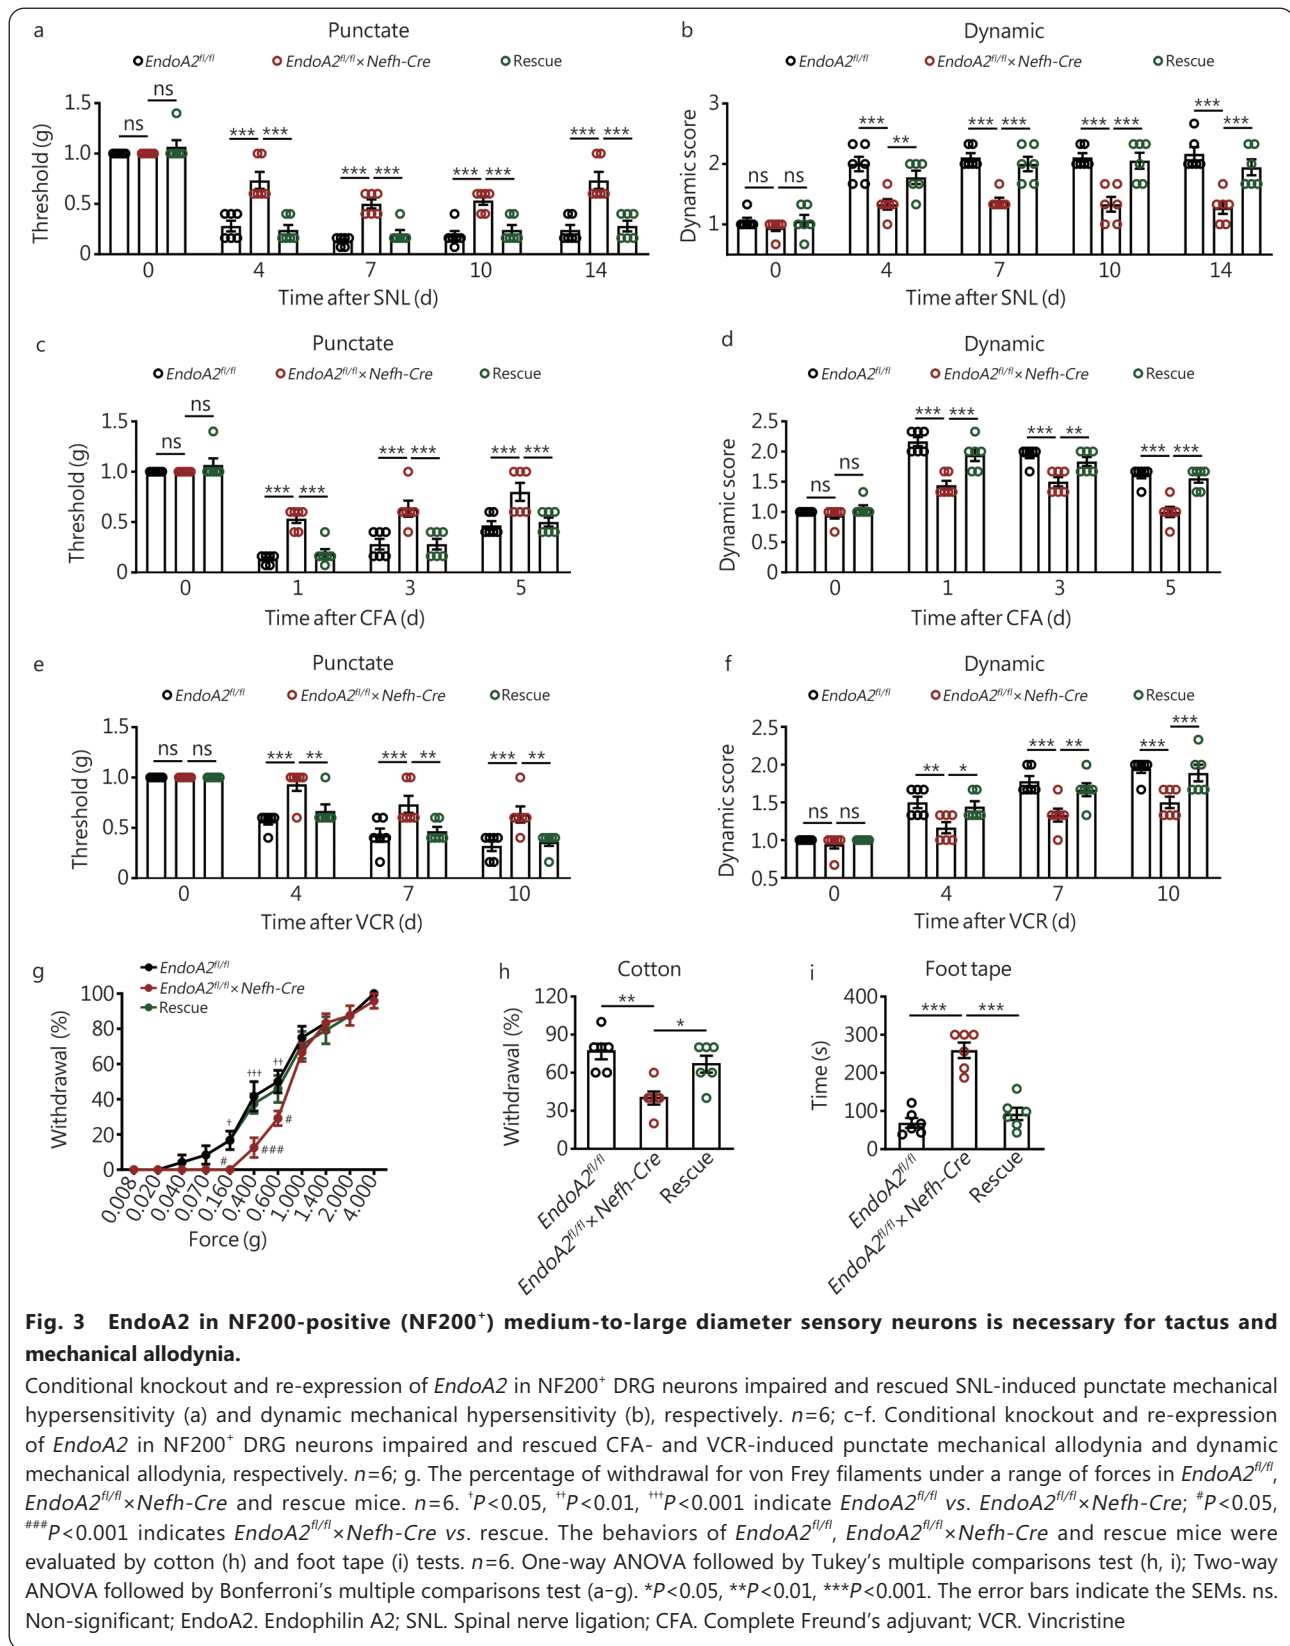 a
Punctate
EndoA2fl/fl
EndoA2fl/fl×Nefh-Cre
Rescue
Threshold (g)
1.5
1.0
0.5
0
ns
ns
*** ***
*** ***
*** ***
*** ***
0 4 7 10 14
Time after SNL (d)
b
Dynamic
EndoA2fl/fl
EndoA2fl/fl×Nefh-Cre
Rescue
Dynamic score
3
2
1
ns ns
*** **
*** ***
*** ***
*** ***
0 4 7 10 14
Time after SNL (d)
c
Punctate
EndoA2fl/fl
EndoA2fl/fl×Nefh-Cre
Rescue
Threshold (g)
1.5
1.0
0.5
0
ns
ns
*** ***
*** ***
*** ***
0 1 3 5
Time after CFA (d)
d
Dynamic
EndoA2fl/fl
EndoA2fl/fl×Nefh-Cre
Rescue
Dynamic score
2.5
2.0
1.5
1.0
0.5
0
ns
ns
*** ***
*** **
*** ***
0 1 3 5
Time after CFA (d)
e
Punctate
EndoA2fl/fl
EndoA2fl/fl×Nefh-Cre
Rescue
Threshold (g)
1.5
1.0
0.5
0
ns ns
*** **
*** **
*** **
0 4 7 10
Time after VCR (d)
f
Dynamic
EndoA2fl/fl
EndoA2fl/fl×Nefh-Cre
Rescue
Dynamic score
2.5
2.0
1.5
1.0
0.5
ns ns
** *
*** **
*** ***
0 4 7 10
Time after VCR (d)
g
EndoA2fl/fl
EndoA2fl/fl×Nefh-Cre
Rescue
Withdrawal (%)
100
80
60
40
20
0
†
†††
††
#
###
#
0.008 0.020 0.040 0.070 0.160 0.400 0.600 1.000 1.400 2.000 4.000
Force (g)
h
Cotton
Withdrawal (%)
120
90
60
30
0
**
*
EndoA2fl/fl
EndoA2fl/fl×Nefh-Cre
Rescue
i
Foot tape
Time (s)
400
300
200
100
0
*** ***
EndoA2fl/fl
EndoA2fl/fl×Nefh-Cre
Rescue
Fig. 3 EndoA2 in NF200-positive (NF200+) medium-to-large diameter sensory neurons is necessary for tactus and
mechanical allodynia.
Conditional knockout and re-expression of EndoA2 in NF200+ DRG neurons impaired and rescued SNL-induced punctate mechanical
hypersensitivity (a) and dynamic mechanical hypersensitivity (b), respectively. n=6; c–f. Conditional knockout and re-expression
of EndoA2 in NF200+ DRG neurons impaired and rescued CFA- and VCR-induced punctate mechanical allodynia and dynamic
mechanical allodynia, respectively. n=6; g. The percentage of withdrawal for von Frey filaments under a range of forces in EndoA2fl/fl,
EndoA2fl/fl×Nefh-Cre and rescue mice. n=6. †P<0.05, ††P<0.01, †††P<0.001 indicate EndoA2fl/fl vs. EndoA2fl/fl×Nefh-Cre; #P<0.05,
###P<0.001 indicates EndoA2fl/fl×Nefh-Cre vs. rescue. The behaviors of EndoA2fl/fl, EndoA2fl/fl×Nefh-Cre and rescue mice were
evaluated by cotton (h) and foot tape (i) tests. n=6. One-way ANOVA followed by Tukey's multiple comparisons test (h, i); Two-way
ANOVA followed by Bonferroni's multiple comparisons test (a–g). *P<0.05, **P<0.01, ***P<0.001. The error bars indicate the SEMs. ns.
Non-significant; EndoA2. Endophilin A2; SNL. Spinal nerve ligation; CFA. Complete Freund's adjuvant; VCR. Vincristine